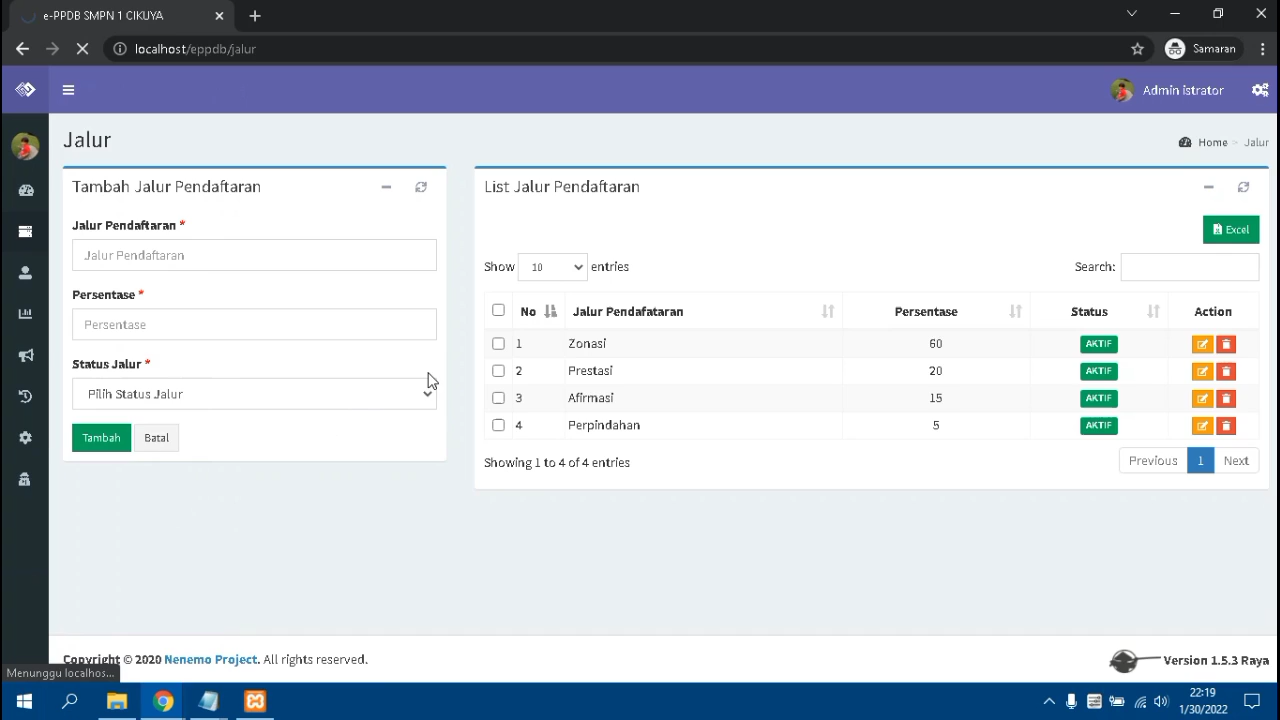 e-PPDB SMPN 1 CIKUYA
localhost/eppdb/jalur
Samaran
Admin istrator
Jalur
Home > Jalur
Tambah Jalur Pendaftaran
Jalur Pendaftaran *
Jalur Pendaftaran
Persentase *
Persentase
Status Jalur *
Pilih Status Jalur
Tambah Batal
List Jalur Pendaftaran
Excel
Show 10 entries Search:
No Jalur Pendafataran Persentase Status Action
1 Zonasi 60 AKTIF
2 Prestasi 20 AKTIF
3 Afirmasi 15 AKTIF
4 Perpindahan 5 AKTIF
Showing 1 to 4 of 4 entries Previous 1 Next
Copyright © 2020 Nenemo Project. All rights reserved. Version 1.5.3 Raya
Menunggu localhos...
22:19
1/30/2022